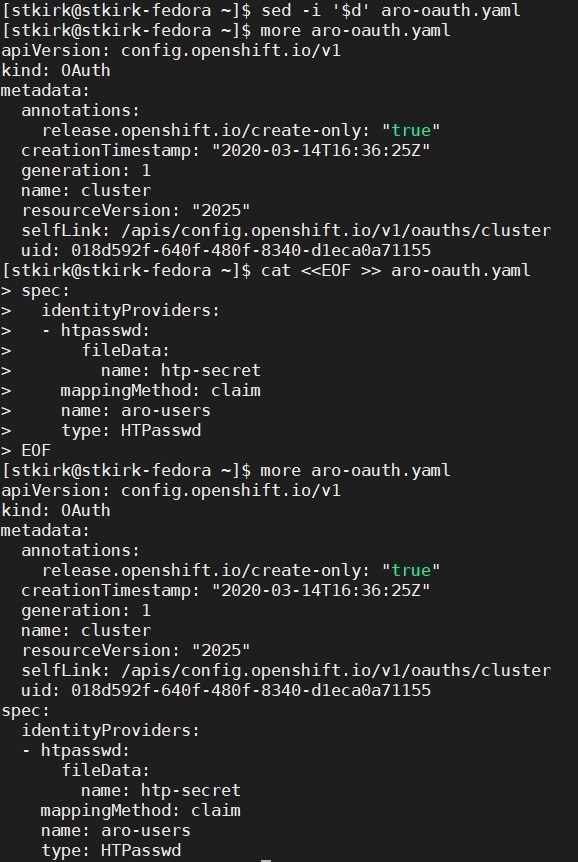 [stkirk@stkirk-fedora ~]$ sed -i '$d' aro-oauth.yaml
[stkirk@stkirk-fedora ~]$ more aro-oauth.yaml
apiVersion: config.openshift.io/v1
kind: OAuth
metadata:
  annotations:
    release.openshift.io/create-only: "true"
  creationTimestamp: "2020-03-14T16:36:25Z"
  generation: 1
  name: cluster
  resourceVersion: "2025"
  selfLink: /apis/config.openshift.io/v1/oauths/cluster
  uid: 018d592f-640f-480f-8340-d1eca0a71155
[stkirk@stkirk-fedora ~]$ cat <<EOF >> aro-oauth.yaml
> spec:
>   identityProviders:
>   - htpasswd:
>       fileData:
>         name: htp-secret
>     mappingMethod: claim
>     name: aro-users
>     type: HTPasswd
> EOF
[stkirk@stkirk-fedora ~]$ more aro-oauth.yaml
apiVersion: config.openshift.io/v1
kind: OAuth
metadata:
  annotations:
    release.openshift.io/create-only: "true"
  creationTimestamp: "2020-03-14T16:36:25Z"
  generation: 1
  name: cluster
  resourceVersion: "2025"
  selfLink: /apis/config.openshift.io/v1/oauths/cluster
  uid: 018d592f-640f-480f-8340-d1eca0a71155
spec:
  identityProviders:
  - htpasswd:
      fileData:
        name: htp-secret
    mappingMethod: claim
    name: aro-users
    type: HTPasswd